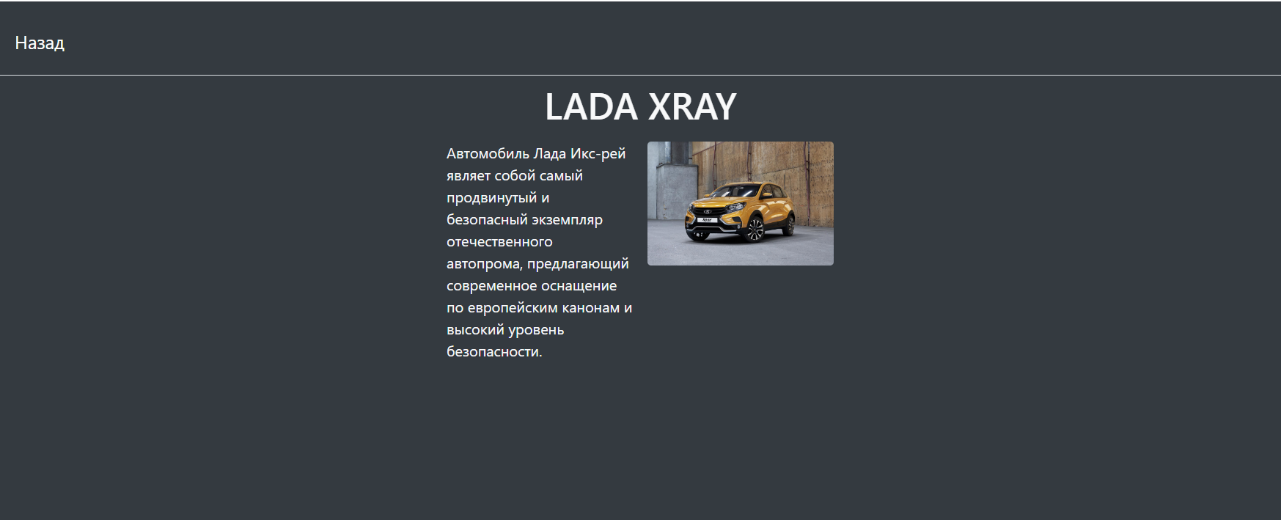 Назад
LADA XRAY
Автомобиль Лада Икс-рей
являет собой самый
продвинутый и
безопасный экземпляр
отечественного
автопрома, предлагающий
современное оснащение
по европейским канонам и
высокий уровень
безопасности.